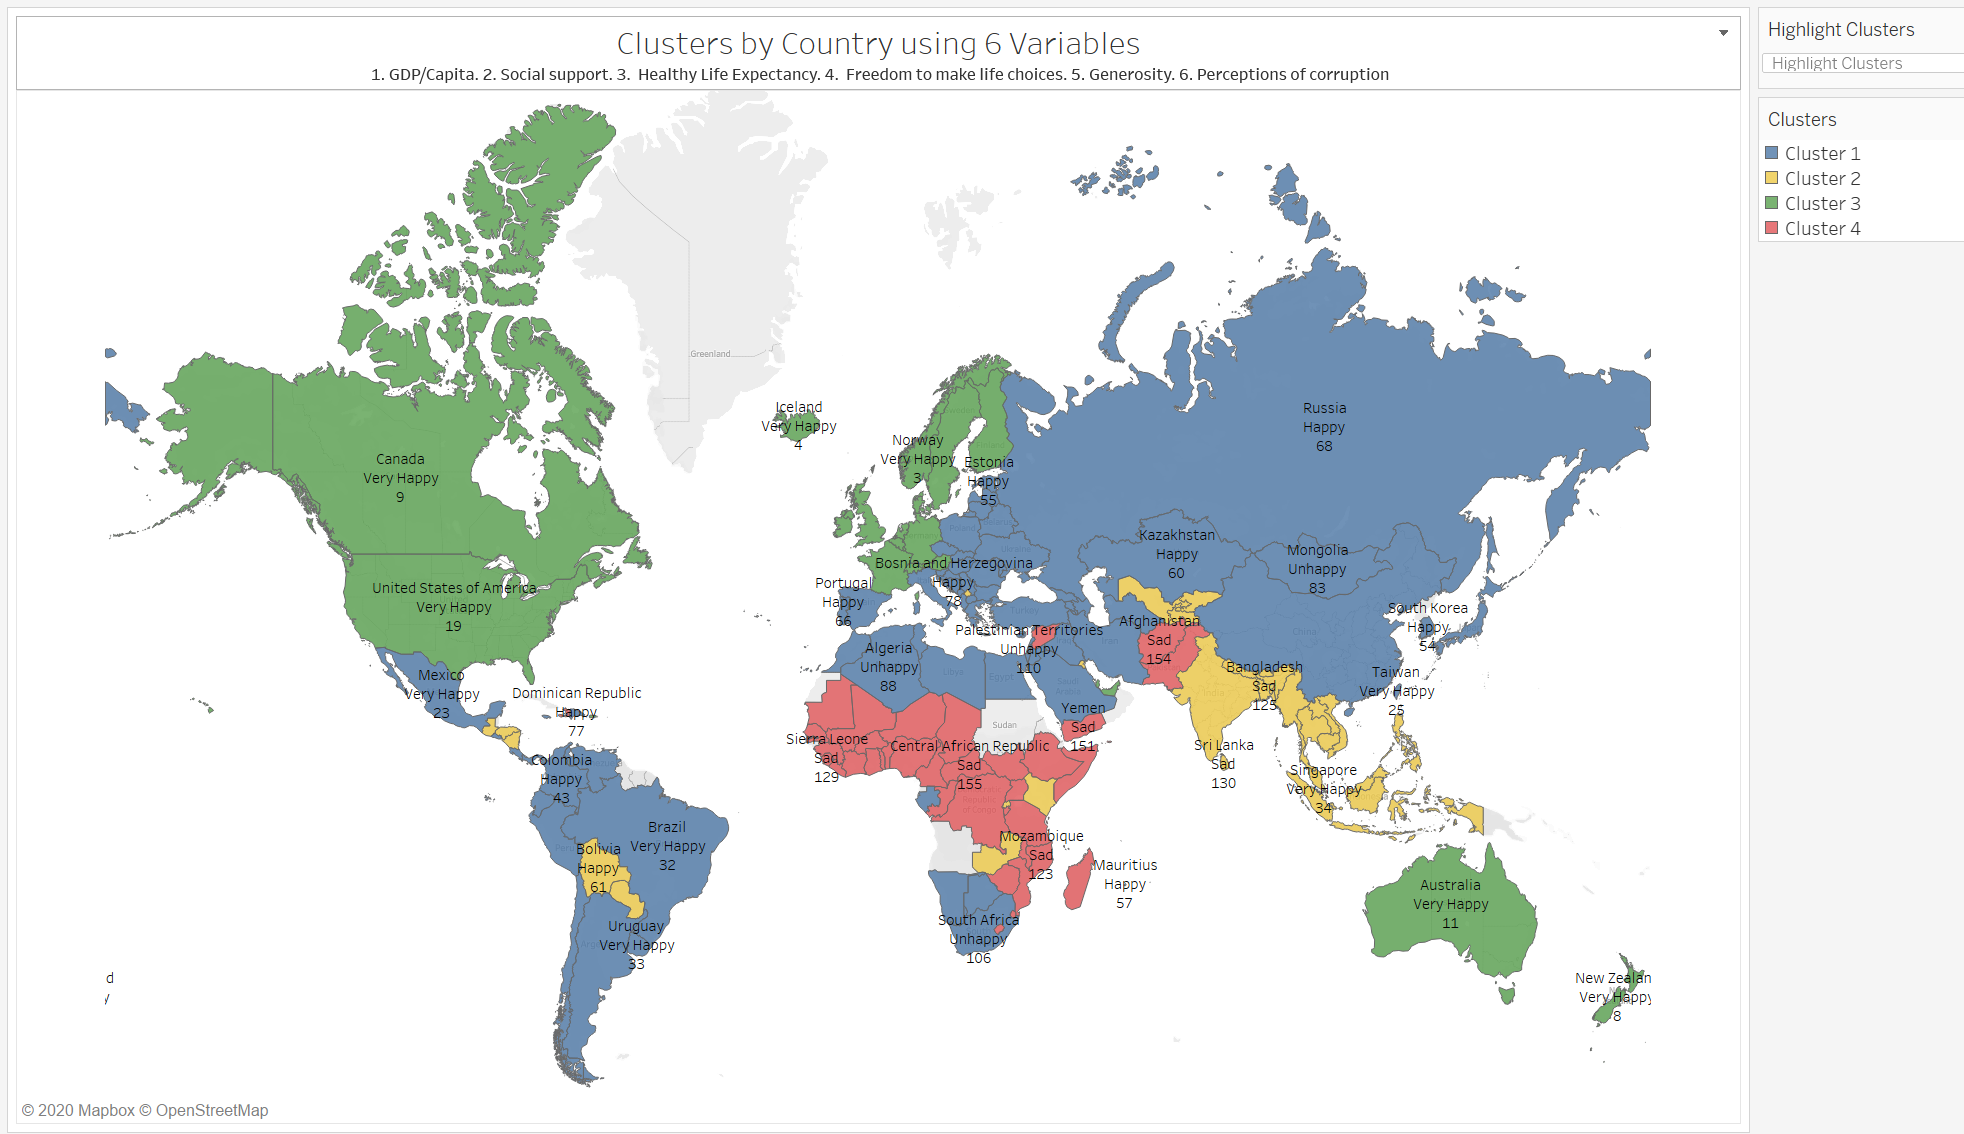 Clusters by Country using 6 Variables
1. GDP/Capita. 2. Social support. 3.  Healthy Life Expectancy. 4.  Freedom to make life choices. 5. Generosity. 6. Perceptions of corruption
Highlight Clusters
Highlight Clusters
Clusters
Cluster 1
Cluster 2
Cluster 3
Cluster 4
Greenland
Iceland
Very Happy
4
Norway
Very Happy
3
Estonia
Happy
55
Russia
Happy
68
Canada
Very Happy
9
United States of America
Very Happy
19
Kazakhstan
Happy
60
Mongolia
Unhappy
83
Bosnia and Herzegovina
Happy
78
Portugal
Happy
66
South Korea
Happy
54
Palestinian Territories
Unhappy
110
Afghanistan
Sad
154
Algeria
Unhappy
88
Bangladesh
Sad
125
Taiwan
Very Happy
25
Mexico
Very Happy
23
Dominican Republic
Happy
77
Yemen
Sad
151
Sudan
Sierra Leone
Sad
129
Central African Republic
Sad
155
Sri Lanka
Sad
130
Singapore
Very Happy
34
Colombia
Happy
43
Brazil
Very Happy
32
Bolivia
Happy
61
Mozambique
Sad
123
Mauritius
Happy
57
Uruguay
Very Happy
33
South Africa
Unhappy
106
Australia
Very Happy
11
New Zealan
Very Happy
8
d
y
© 2020 Mapbox © OpenStreetMap